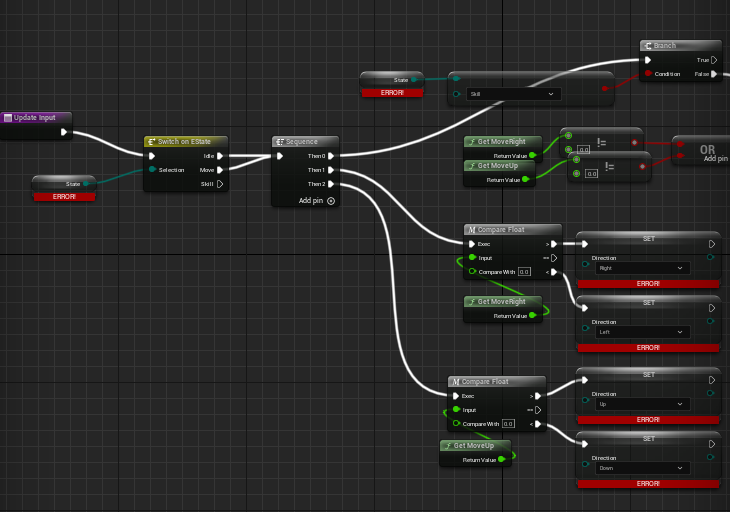 Branch
True
Condition
False
State
ERROR!
Skill
Update Input
Switch on EState
Idle
Selection
Move
Skill
State
ERROR!
Sequence
Then 0
Then 1
Then 2
Add pin
Get MoveRight
Return Value
Get MoveUp
Return Value
!=
0.0
!=
0.0
OR
Add pin
Compare Float
Exec
>
Input
==
Compare With
0.0
<
Get MoveRight
Return Value
SET
Direction
Right
ERROR!
SET
Direction
Left
ERROR!
Compare Float
Exec
>
Input
==
Compare With
0.0
<
Get MoveUp
Return Value
SET
Direction
Up
ERROR!
SET
Direction
Down
ERROR!